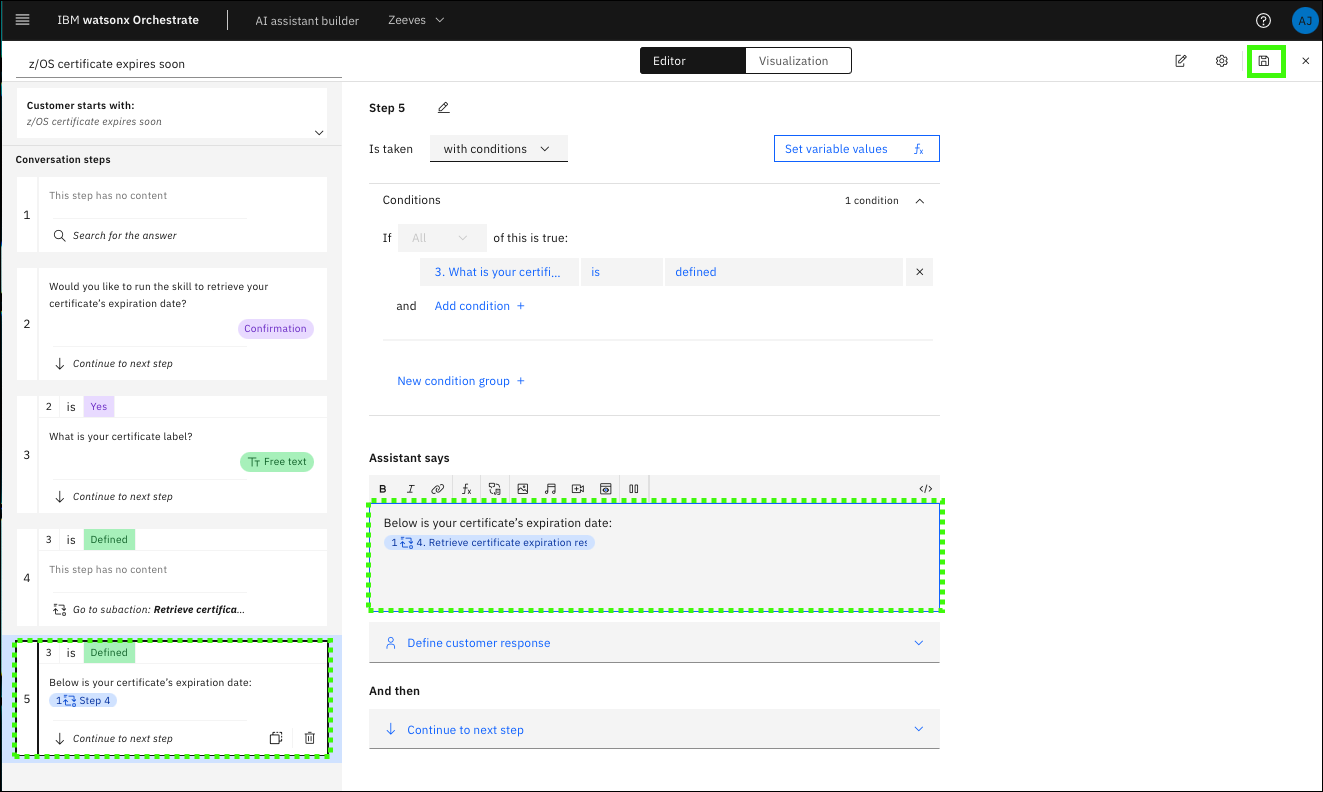 IBM watsonx Orchestrate
AI assistant builder
Zeeves
AJ
z/OS certificate expires soon
Editor
Visualization
Customer starts with:
z/OS certificate expires soon
Conversation steps
1
This step has no content
Search for the answer
2
Would you like to run the skill to retrieve your
certificate's expiration date?
Confirmation
Continue to next step
3
2 is Yes
What is your certificate label?
Free text
Continue to next step
4
3 is Defined
This step has no content
Go to subaction: Retrieve certifica...
5
3 is Defined
Below is your certificate's expiration date:
1 Step 4
Continue to next step
Step 5
Is taken with conditions
Set variable values fx
Conditions
1 condition
If All of this is true:
3. What is your certifi... is defined
and Add condition +
New condition group +
Assistant says
B I fx </>
Below is your certificate's expiration date:
1 4. Retrieve certificate expiration res
Define customer response
And then
Continue to next step